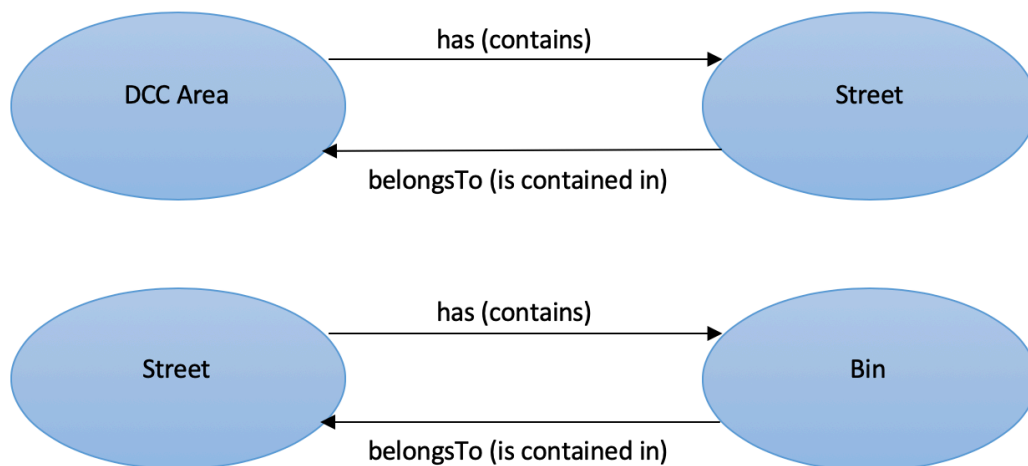 has (contains)
DCC Area
Street
belongsTo (is contained in)
has (contains)
Street
Bin
belongsTo (is contained in)